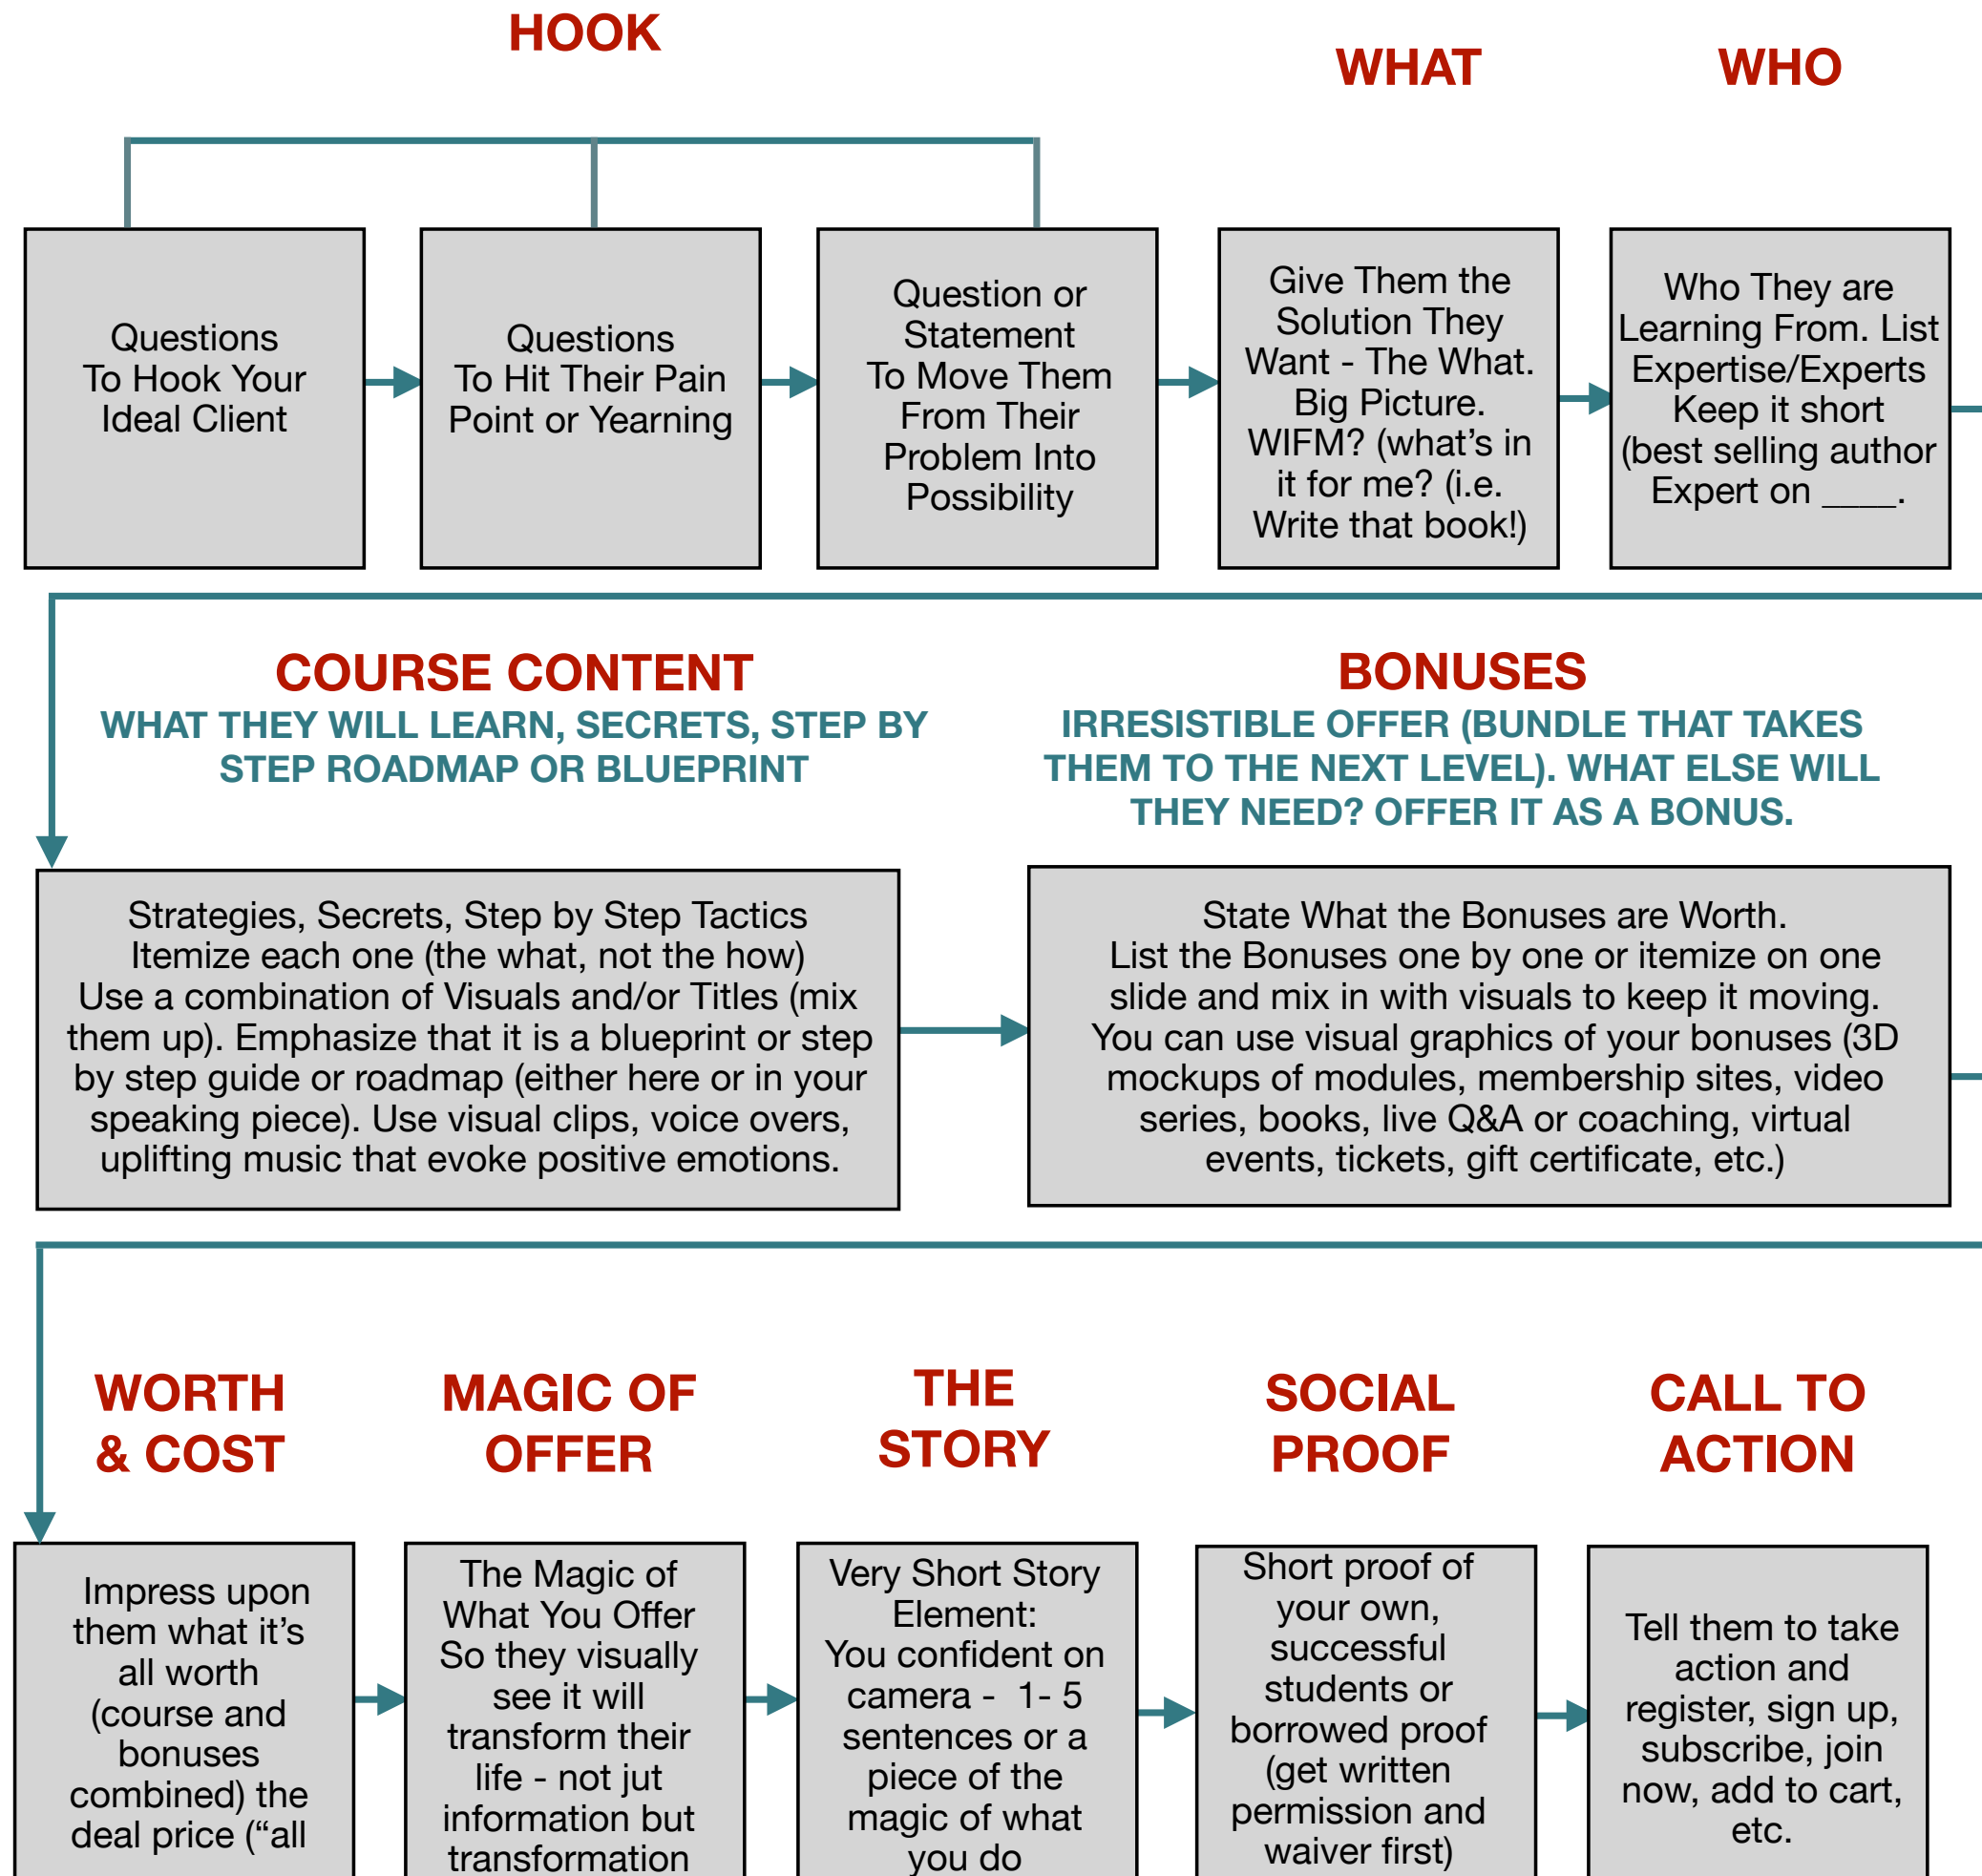 HOOK
WHAT
WHO
Questions
To Hook Your
Ideal Client
Questions
To Hit Their Pain
Point or Yearning
Question or
Statement
To Move Them
From Their
Problem Into
Possibility
Give Them the
Solution They
Want - The What.
Big Picture.
WIFM? (what's in
it for me? (i.e.
Write that book!)
Who They are
Learning From. List
Expertise/Experts
Keep it short
(best selling author
Expert on ____.
COURSE CONTENT
WHAT THEY WILL LEARN, SECRETS, STEP BY
STEP ROADMAP OR BLUEPRINT
BONUSES
IRRESISTIBLE OFFER (BUNDLE THAT TAKES
THEM TO THE NEXT LEVEL). WHAT ELSE WILL
THEY NEED? OFFER IT AS A BONUS.
Strategies, Secrets, Step by Step Tactics
Itemize each one (the what, not the how)
Use a combination of Visuals and/or Titles (mix
them up). Emphasize that it is a blueprint or step
by step guide or roadmap (either here or in your
speaking piece). Use visual clips, voice overs,
uplifting music that evoke positive emotions.
State What the Bonuses are Worth.
List the Bonuses one by one or itemize on one
slide and mix in with visuals to keep it moving.
You can use visual graphics of your bonuses (3D
mockups of modules, membership sites, video
series, books, live Q&A or coaching, virtual
events, tickets, gift certificate, etc.)
WORTH
& COST
MAGIC OF
OFFER
THE
STORY
SOCIAL
PROOF
CALL TO
ACTION
Impress upon
them what it's
all worth
(course and
bonuses
combined) the
deal price (“all
The Magic of
What You Offer
So they visually
see it will
transform their
life - not jut
information but
transformation
Very Short Story
Element:
You confident on
camera - 1- 5
sentences or a
piece of the
magic of what
you do
Short proof of
your own,
successful
students or
borrowed proof
(get written
permission and
waiver first)
Tell them to take
action and
register, sign up,
subscribe, join
now, add to cart,
etc.